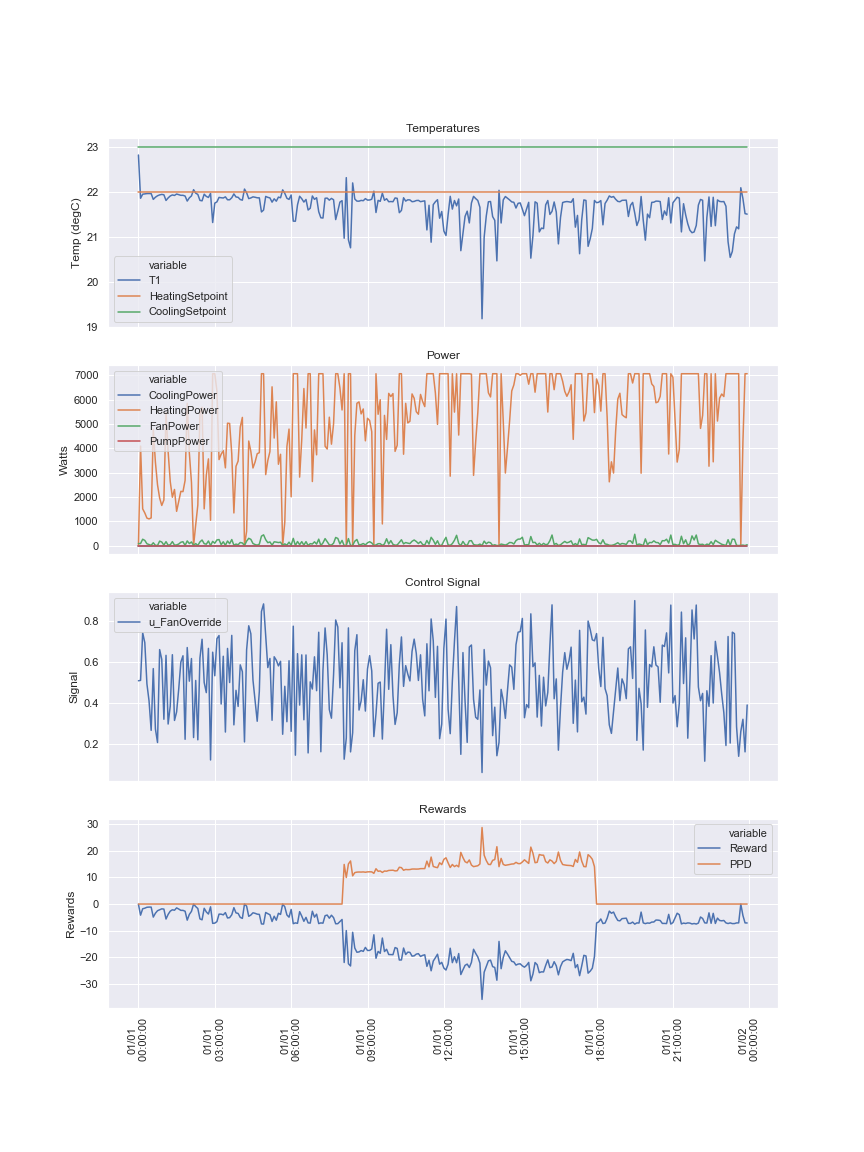 Temperatures
23
22
21
20
19
Temp (degC)
variable
T1
HeatingSetpoint
CoolingSetpoint
Power
7000
6000
5000
4000
3000
2000
1000
0
Watts
variable
CoolingPower
HeatingPower
FanPower
PumpPower
Control Signal
0.8
0.6
0.4
0.2
Signal
variable
u_FanOverride
Rewards
30
20
10
0
−10
−20
−30
Rewards
variable
Reward
PPD
01/01
00:00:00
01/01
03:00:00
01/01
06:00:00
01/01
09:00:00
01/01
12:00:00
01/01
15:00:00
01/01
18:00:00
01/01
21:00:00
01/02
00:00:00